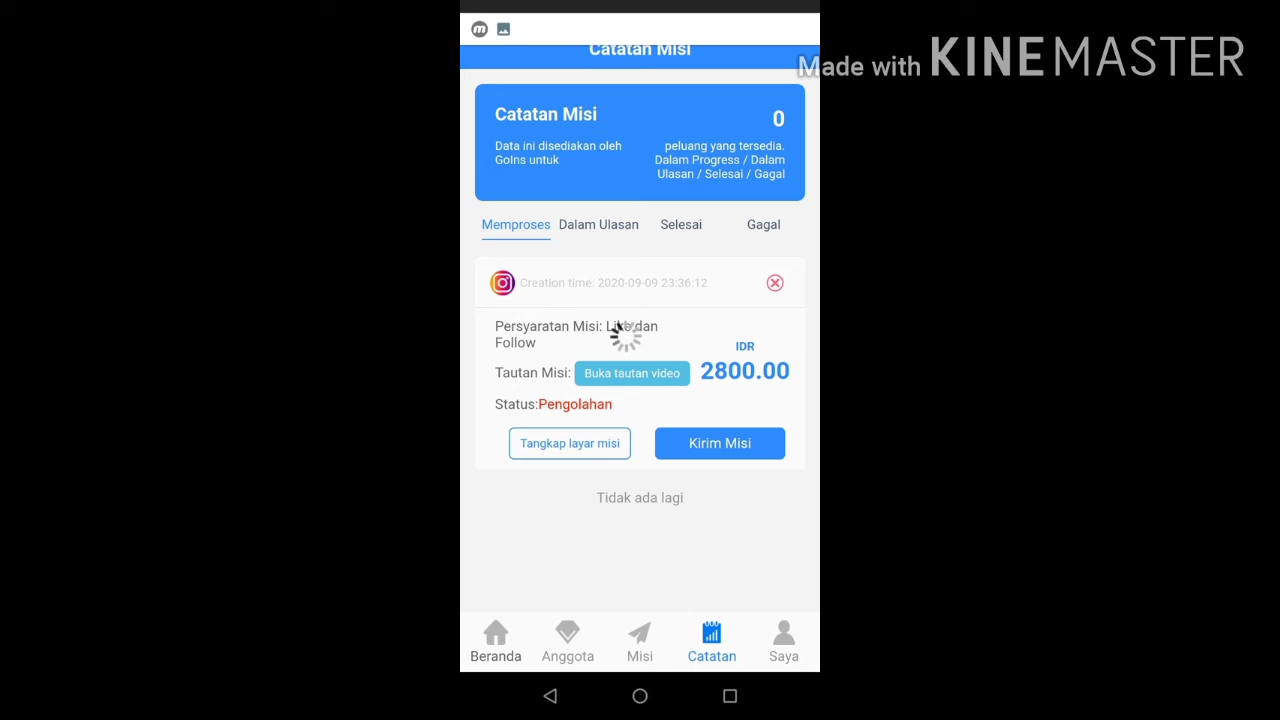 Catatan Misi
Made with KINEMASTER
Catatan Misi
0
Data ini disediakan oleh
GoIns untuk
peluang yang tersedia.
Dalam Progress / Dalam
Ulasan / Selesai / Gagal
Memproses Dalam Ulasan Selesai Gagal
Creation time: 2020-09-09 23:36:12
Persyaratan Misi: Like dan
Follow
IDR
Tautan Misi: Buka tautan video 2800.00
Status:Pengolahan
Tangkap layar misi Kirim Misi
Tidak ada lagi
Beranda Anggota Misi Catatan Saya